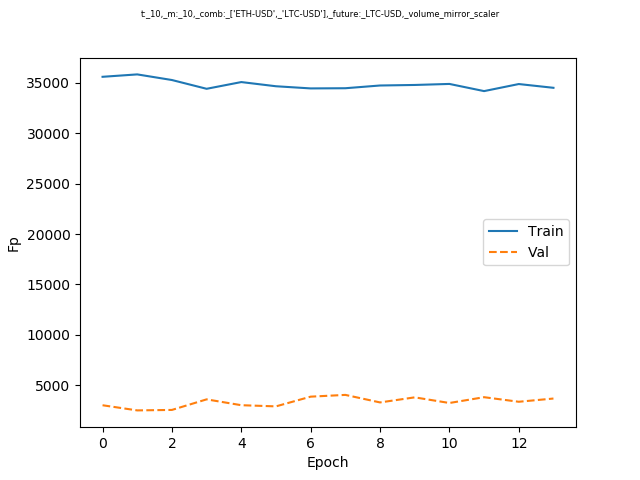 t:_10,_m:_10,_comb:_['ETH-USD',_'LTC-USD'],_future:_LTC-USD,_volume_mirror_scaler
35000
30000
25000
20000
15000
10000
5000
Fp
Train
Val
0 2 4 6 8 10 12
Epoch